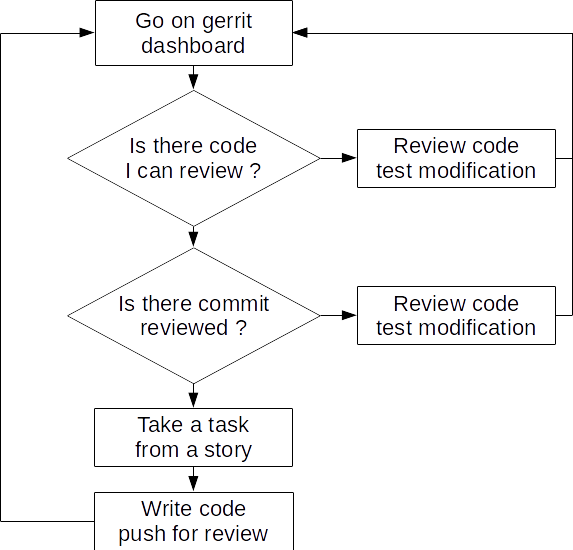 Go on gerrit
dashboard
Is there code
I can review ?
Review code
test modification
Is there commit
reviewed ?
Review code
test modification
Take a task
from a story
Write code
push for review